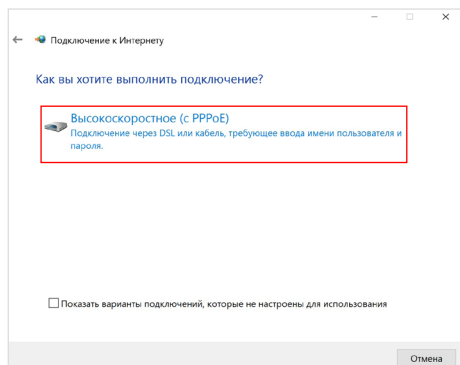 Подключение к Интернету
Как вы хотите выполнить подключение?
Высокоскоростное (с PPPoE)
Подключение через DSL или кабель, требующее ввода имени пользователя и
пароля.
Показать варианты подключений, которые не настроены для использования
Отмена